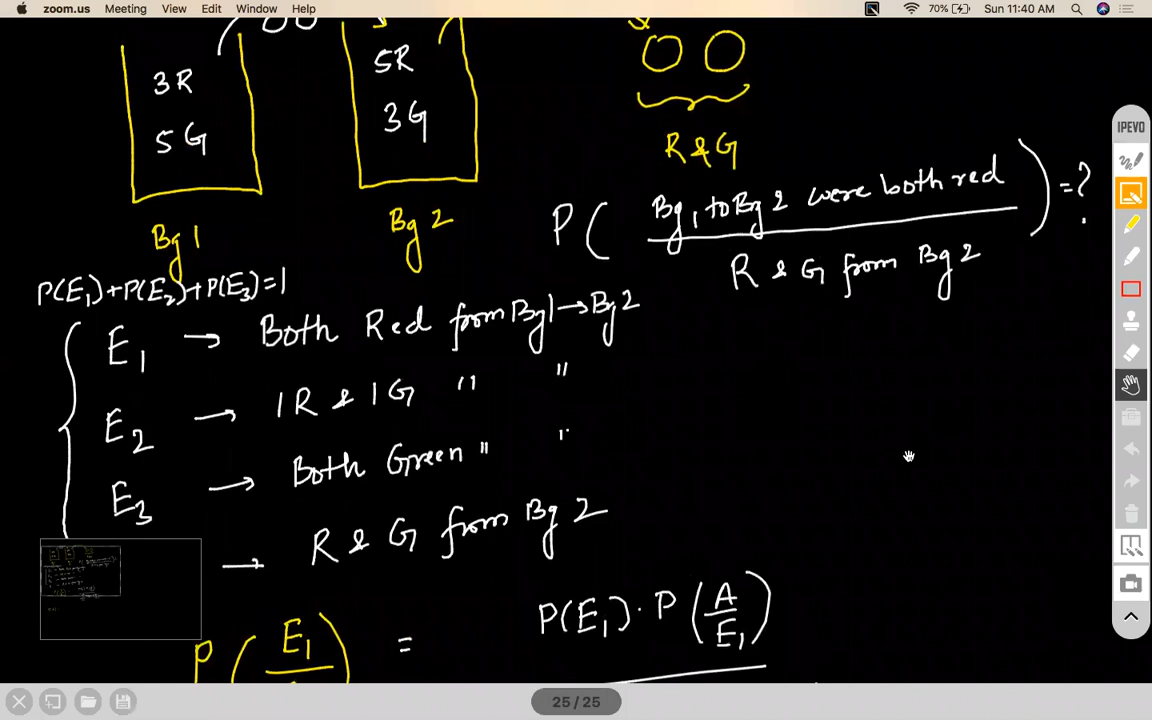 zoom.us Meeting View Edit Window Help 70% Sun 11:40 AM
3R 5R
5G 3G
R & G
IPEVO
Bg 1 Bg 2
P( Bg 1 to Bg 2 were both red / R & G from Bg 2 ) = ?
P(E₁)+P(E₂)+P(E₃)=1
E₁ → Both Red from Bg1→Bg2
E₂ → 1R & 1G " "
E₃ → Both Green " "
→ R & G from Bg 2
P( E₁ = P(E₁)·P(A/E₁)
25 / 25